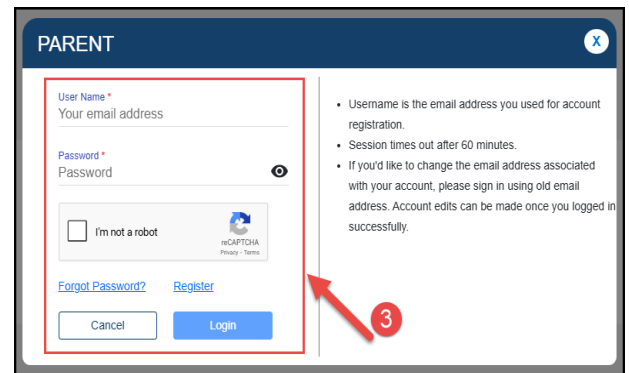 PARENT
X
User Name *
Your email address
Password *
Password
I'm not a robot
reCAPTCHA
Privacy - Terms
Forgot Password? Register
Cancel Login
• Username is the email address you used for account
registration.
• Session times out after 60 minutes.
• If you'd like to change the email address associated
with your account, please sign in using old email
address. Account edits can be made once you logged in
successfully.
3